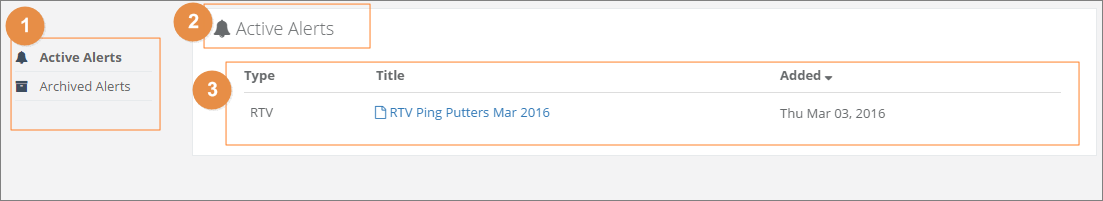 1
Active Alerts
Archived Alerts
2
Active Alerts
3
Type Title Added
RTV RTV Ping Putters Mar 2016 Thu Mar 03, 2016